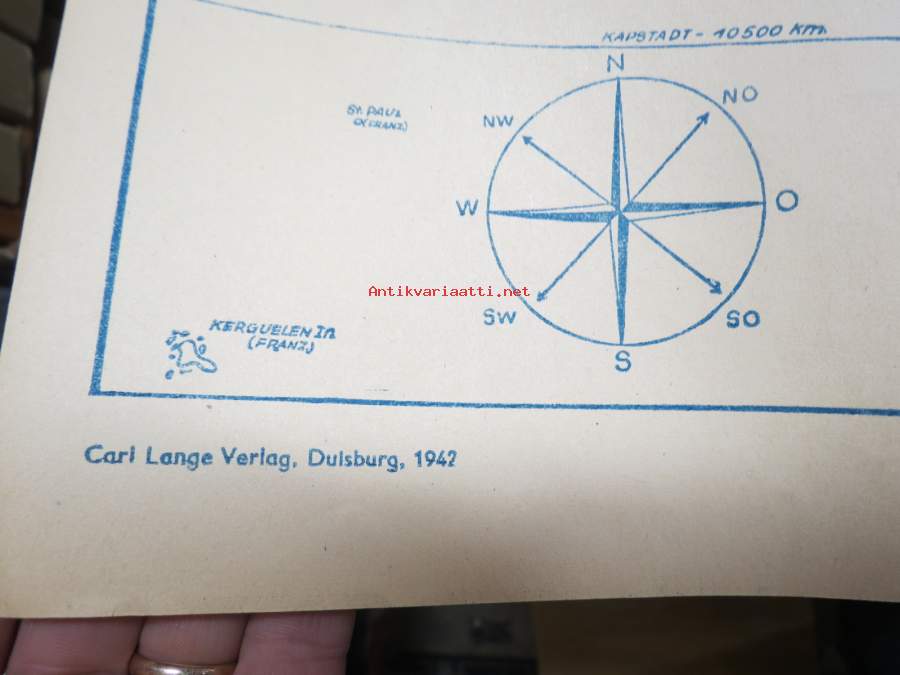 KAPSTADT - 10500 km
N
NO
NW
ST. PAUL
(FRANZ.)
W
O
Antikvariaatti.net
SW
SO
KERGUELEN In
(FRANZ.)
S
Carl Lange Verlag, Duisburg, 1942